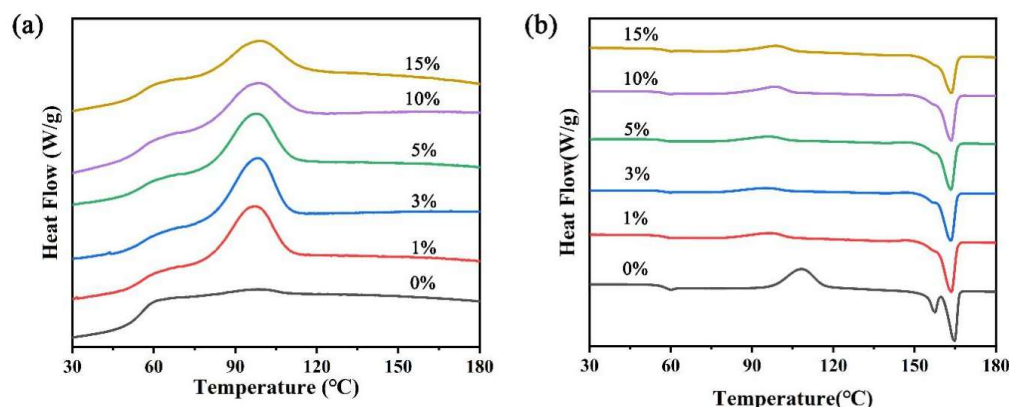 (a)
15%
10%
5%
3%
1%
0%
Heat Flow (W/g)
30 60 90 120 150 180
Temperature (°C)
(b)
15%
10%
5%
3%
1%
0%
Heat Flow(W/g)
30 60 90 120 150 180
Temperature(°C)